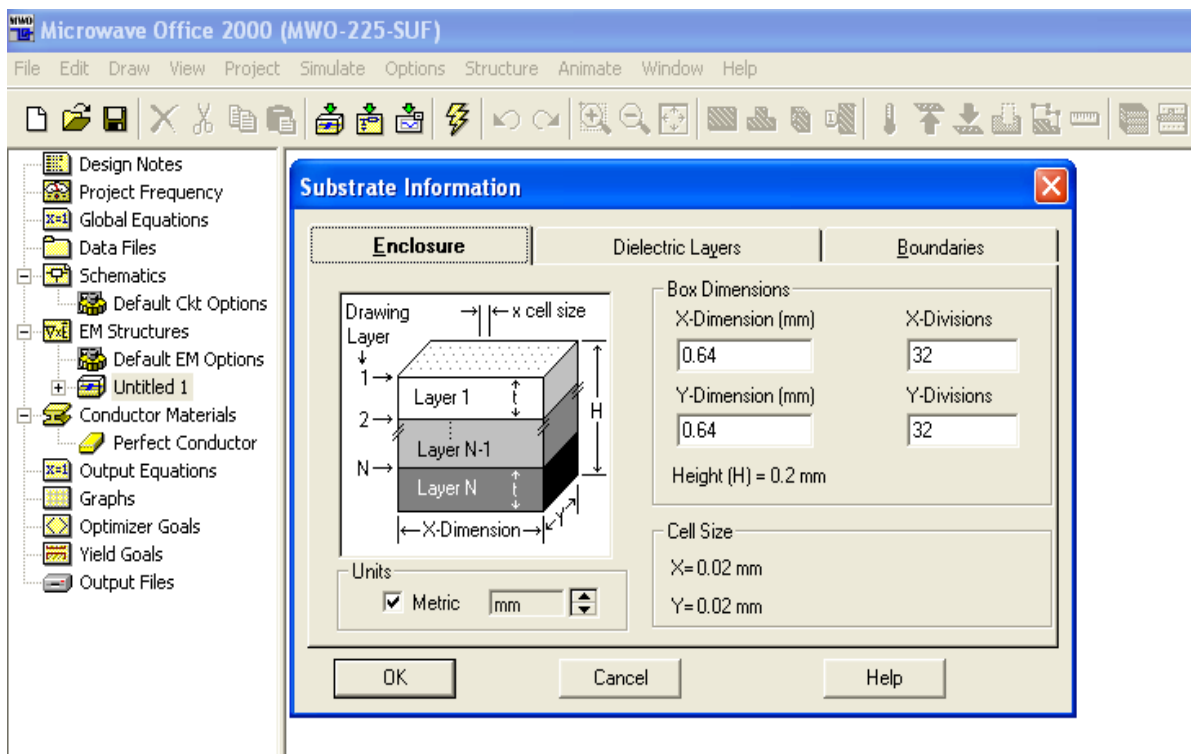 Microwave Office 2000 (MWO-225-SUF)
File Edit Draw View Project Simulate Options Structure Animate Window Help
Design Notes
Project Frequency
Global Equations
Data Files
Schematics
Default Ckt Options
EM Structures
Default EM Options
Untitled 1
Conductor Materials
Perfect Conductor
Output Equations
Graphs
Optimizer Goals
Yield Goals
Output Files
Substrate Information
Enclosure Dielectric Layers Boundaries
Drawing Layer
x cell size
1
Layer 1
t
H
2
Layer N-1
N
Layer N
t
X-Dimension
Y
Units
Metric mm
Box Dimensions
X-Dimension (mm) X-Divisions
0.64 32
Y-Dimension (mm) Y-Divisions
0.64 32
Height (H) = 0.2 mm
Cell Size
X= 0.02 mm
Y= 0.02 mm
OK Cancel Help